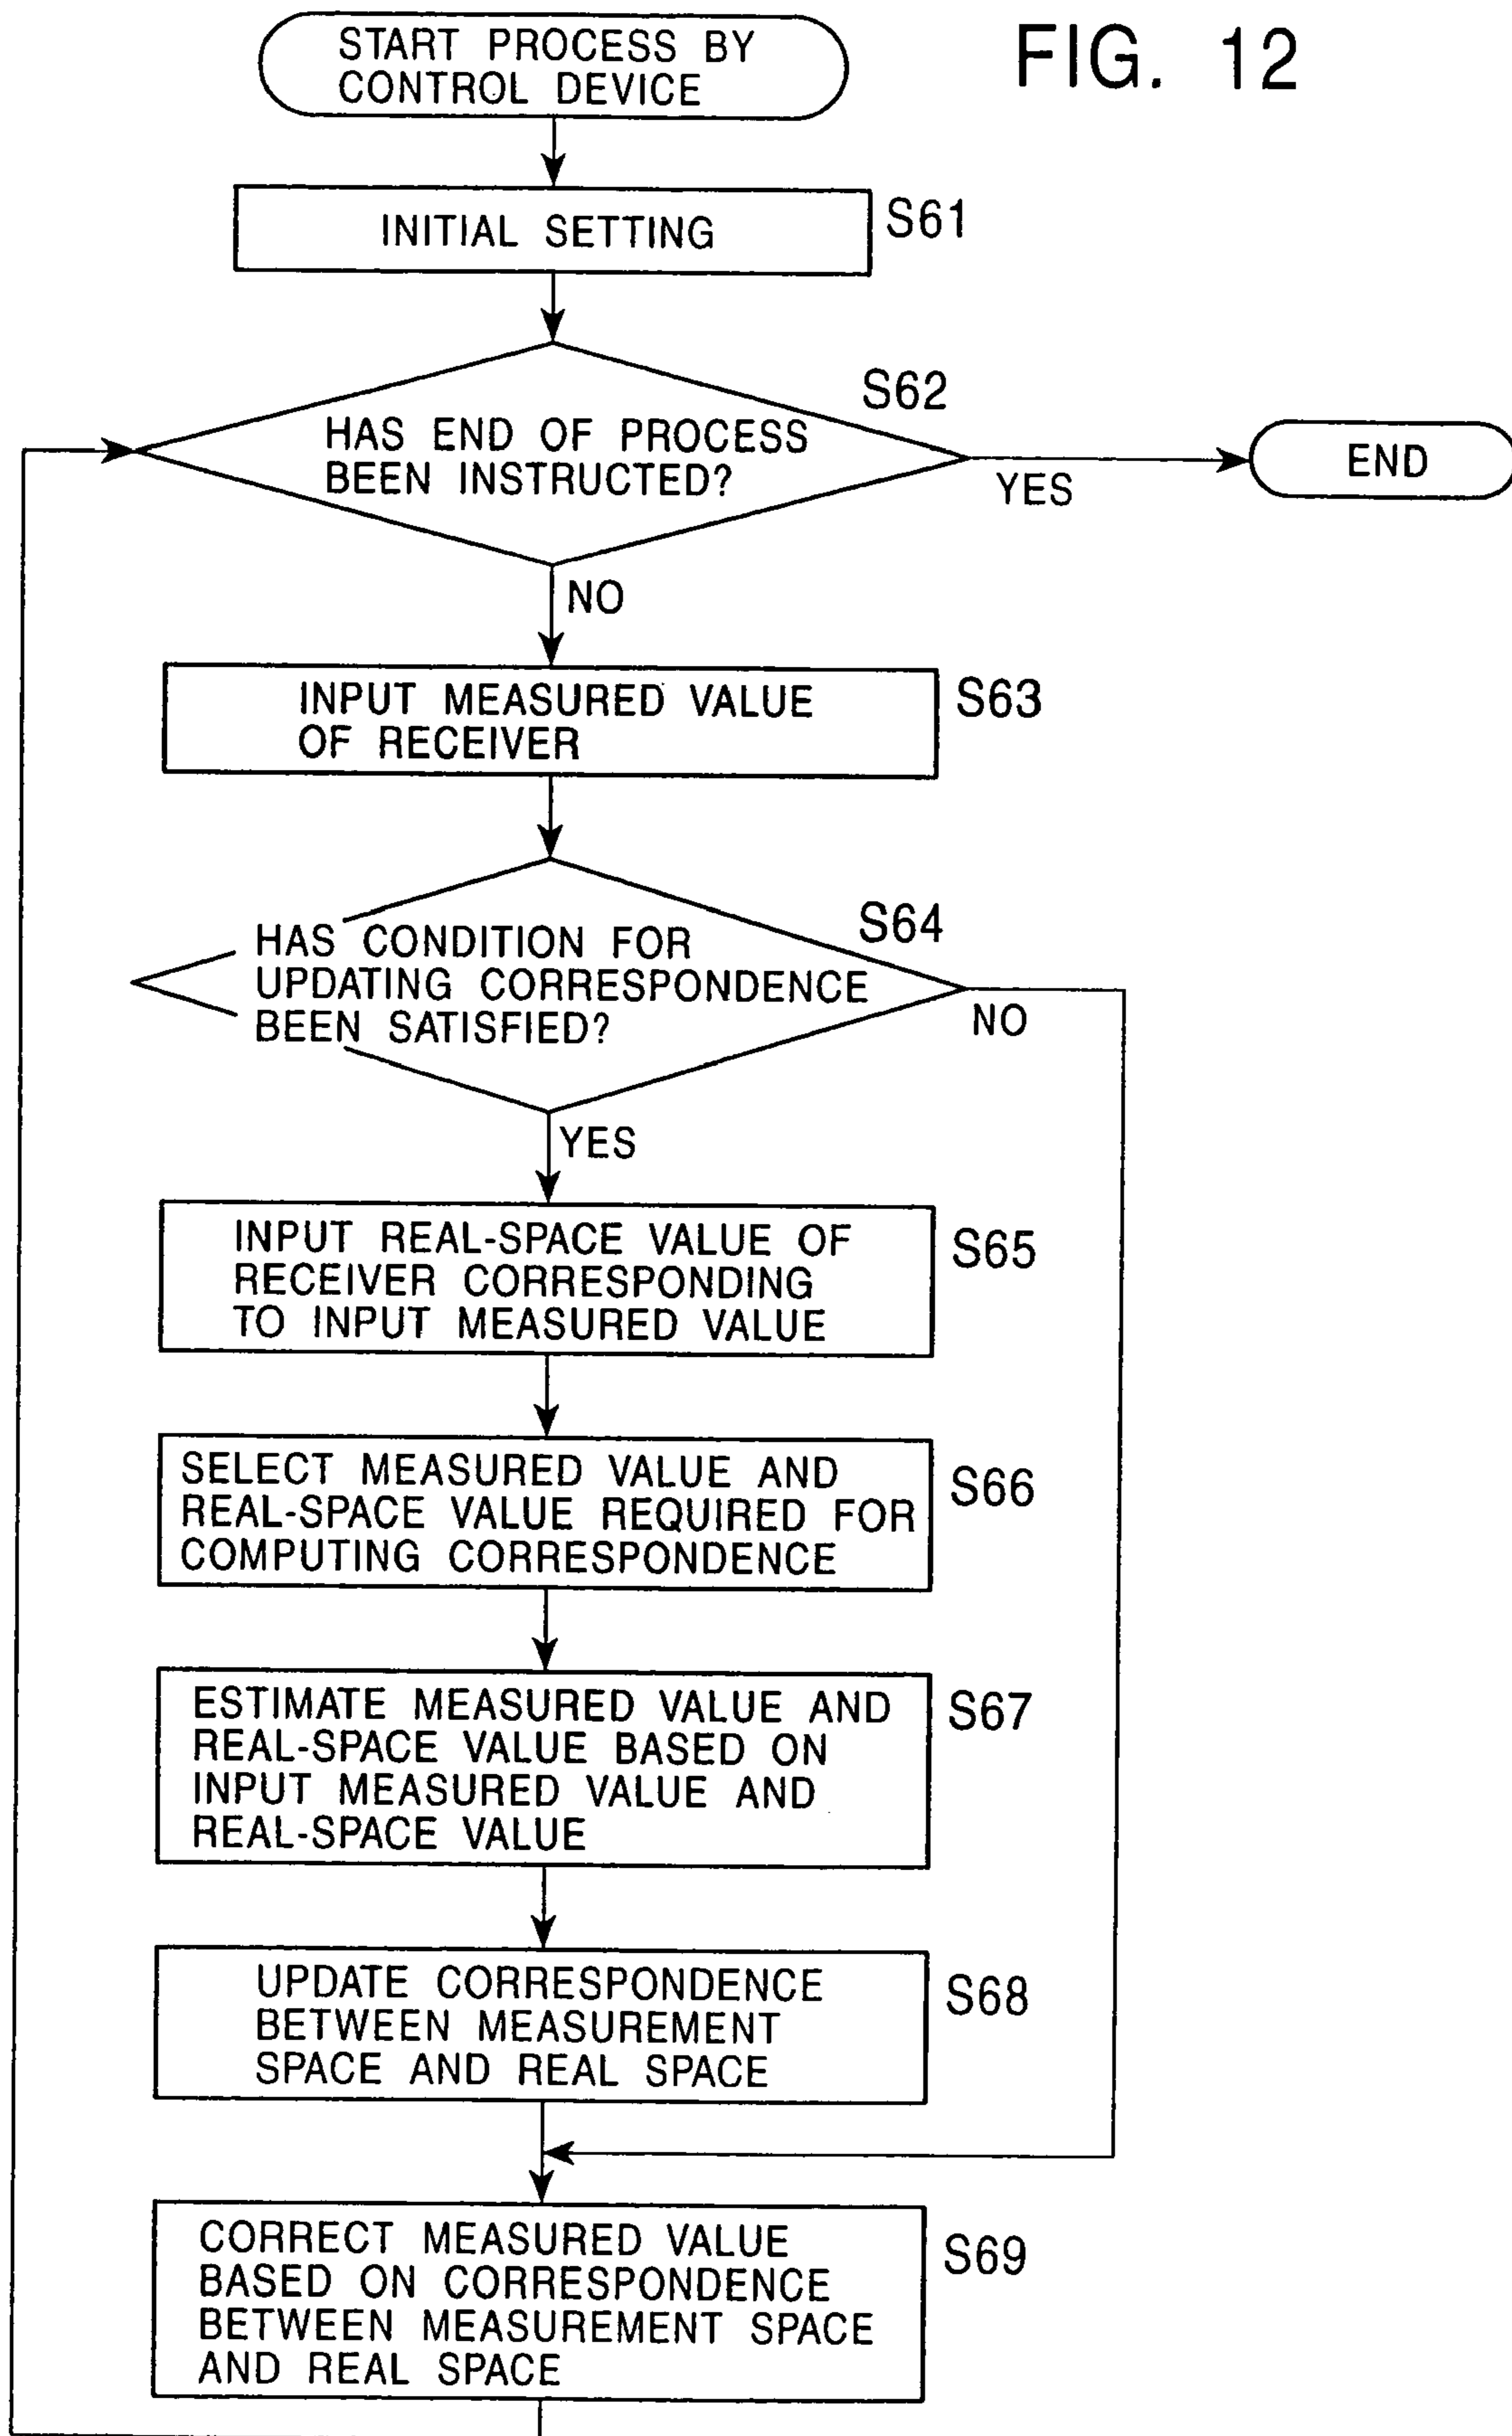 FIG. 12
START PROCESS BY
CONTROL DEVICE
INITIAL SETTING
S61
S62
HAS END OF PROCESS
BEEN INSTRUCTED?
YES
END
NO
INPUT MEASURED VALUE
OF RECEIVER
S63
S64
HAS CONDITION FOR
UPDATING CORRESPONDENCE
BEEN SATISFIED?
NO
YES
INPUT REAL-SPACE VALUE OF
RECEIVER CORRESPONDING
TO INPUT MEASURED VALUE
S65
SELECT MEASURED VALUE AND
REAL-SPACE VALUE REQUIRED FOR
COMPUTING CORRESPONDENCE
S66
ESTIMATE MEASURED VALUE AND
REAL-SPACE VALUE BASED ON
INPUT MEASURED VALUE AND
REAL-SPACE VALUE
S67
UPDATE CORRESPONDENCE
BETWEEN MEASUREMENT
SPACE AND REAL SPACE
S68
CORRECT MEASURED VALUE
BASED ON CORRESPONDENCE
BETWEEN MEASUREMENT SPACE
AND REAL SPACE
S69